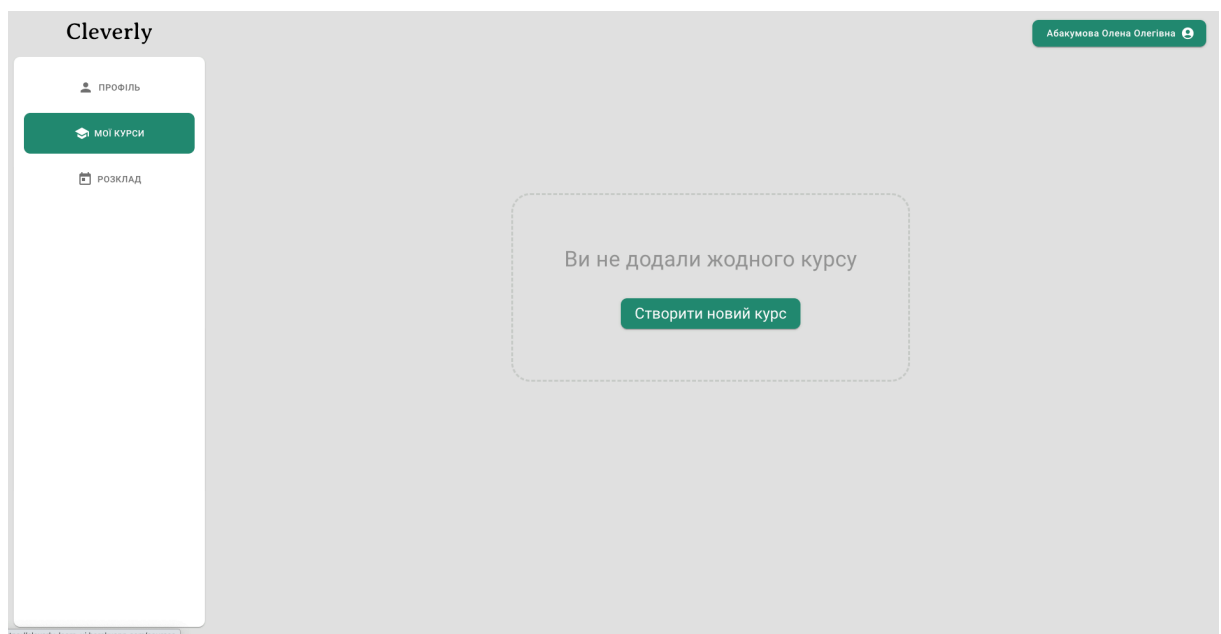 Cleverly
Абакумова Олена Олегівна
ПРОФІЛЬ
МОЇ КУРСИ
РОЗКЛАД
Ви не додали жодного курсу
Створити новий курс